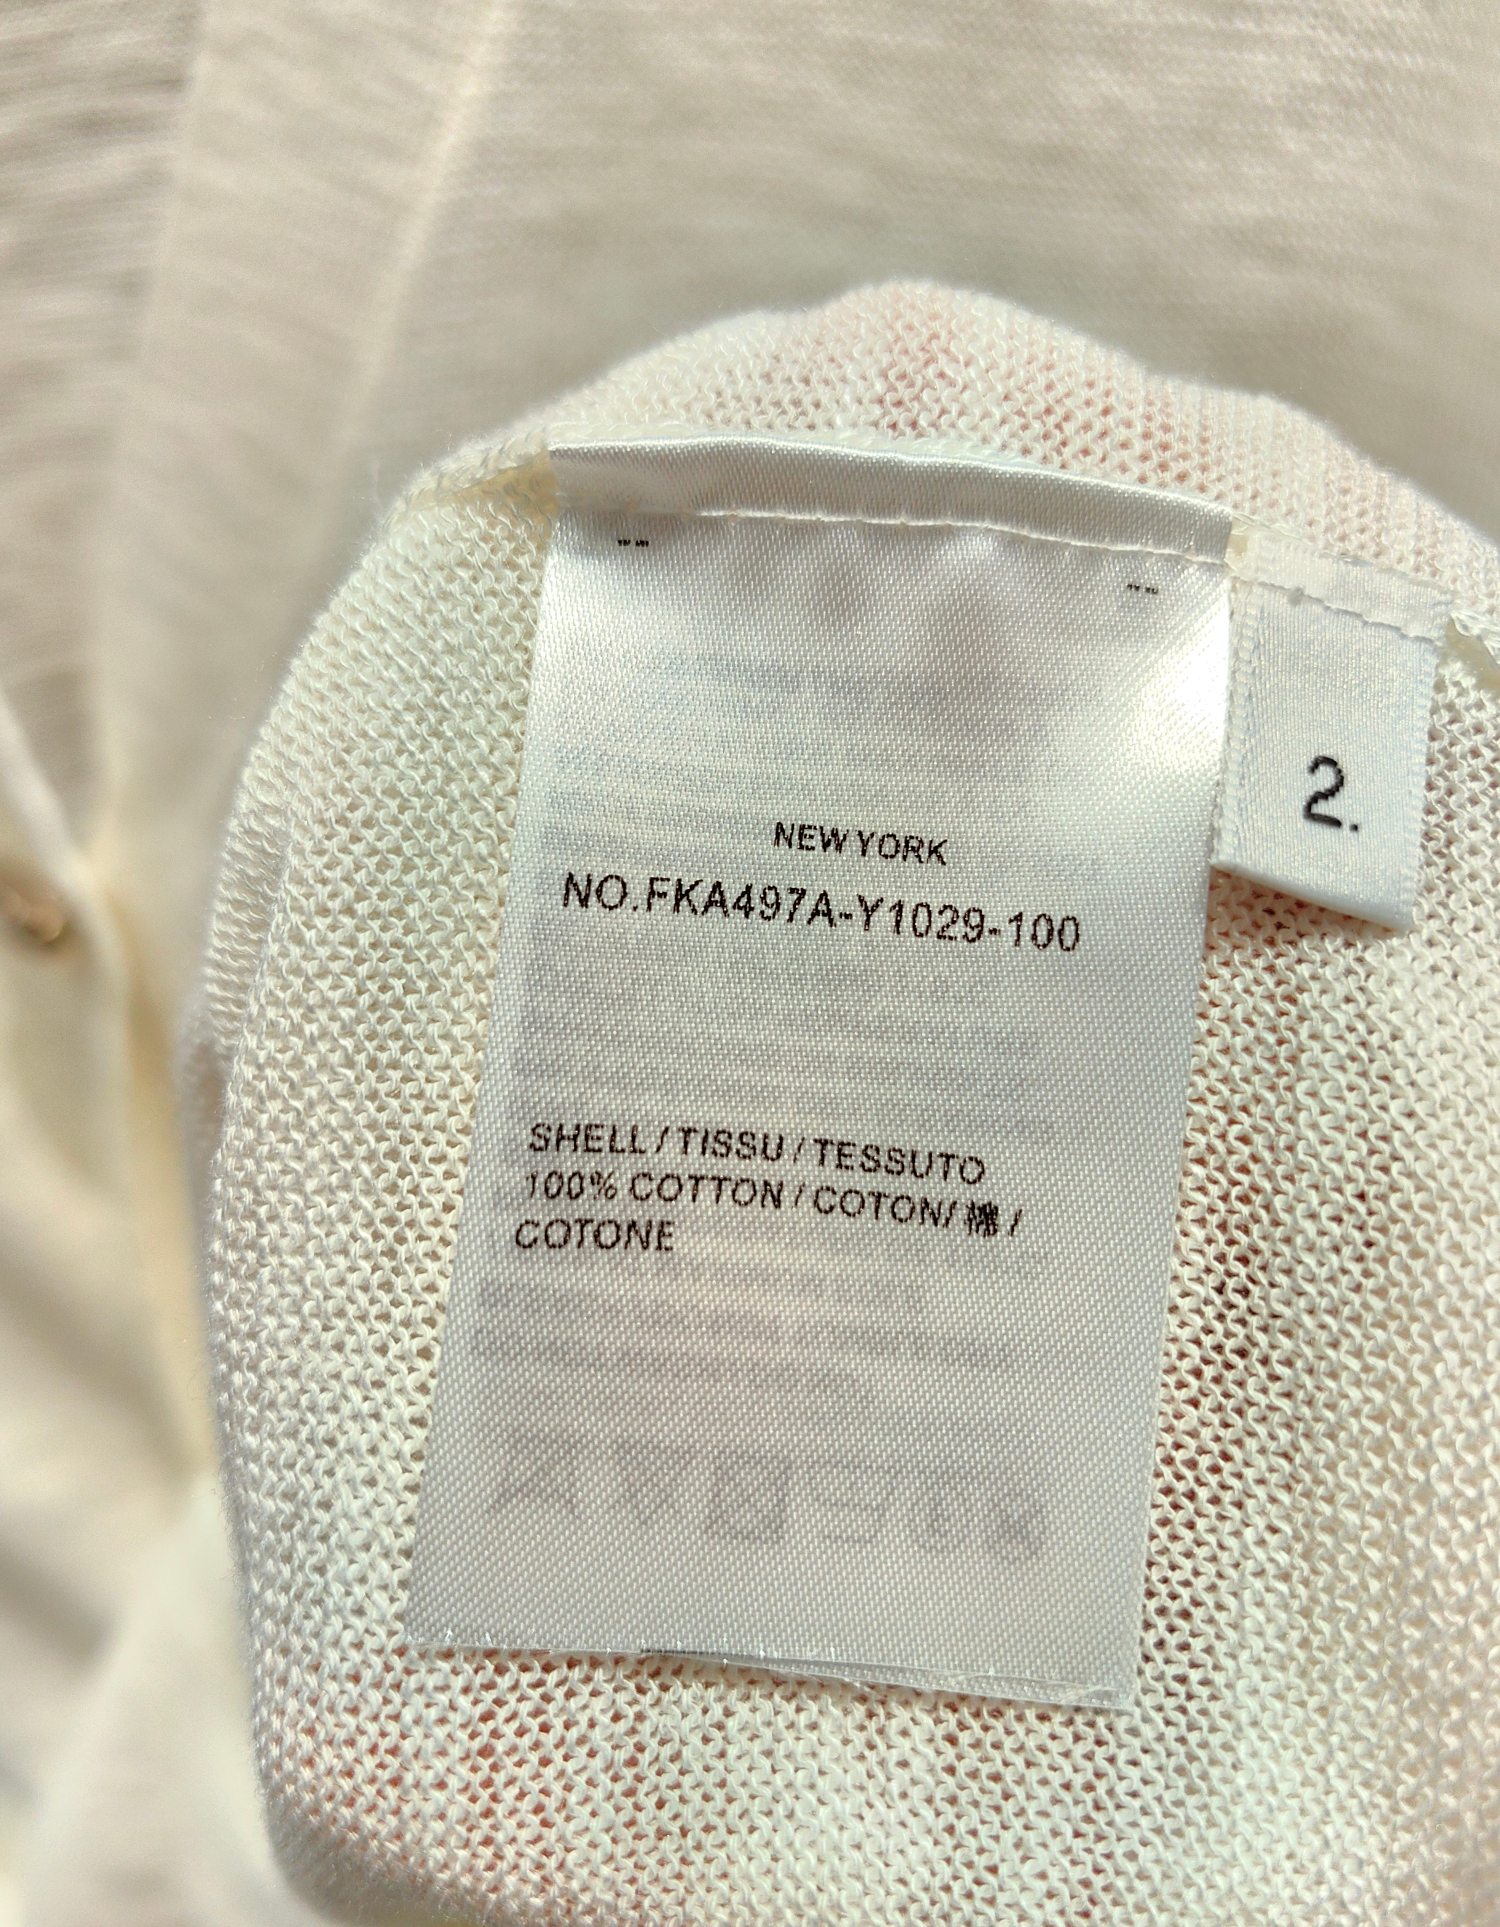 -- --
2.
NEW YORK
NO.FKA497A-Y1029-100
SHELL / TISSU / TESSUTO
100% COTTON / COTON / 棉 /
COTONE